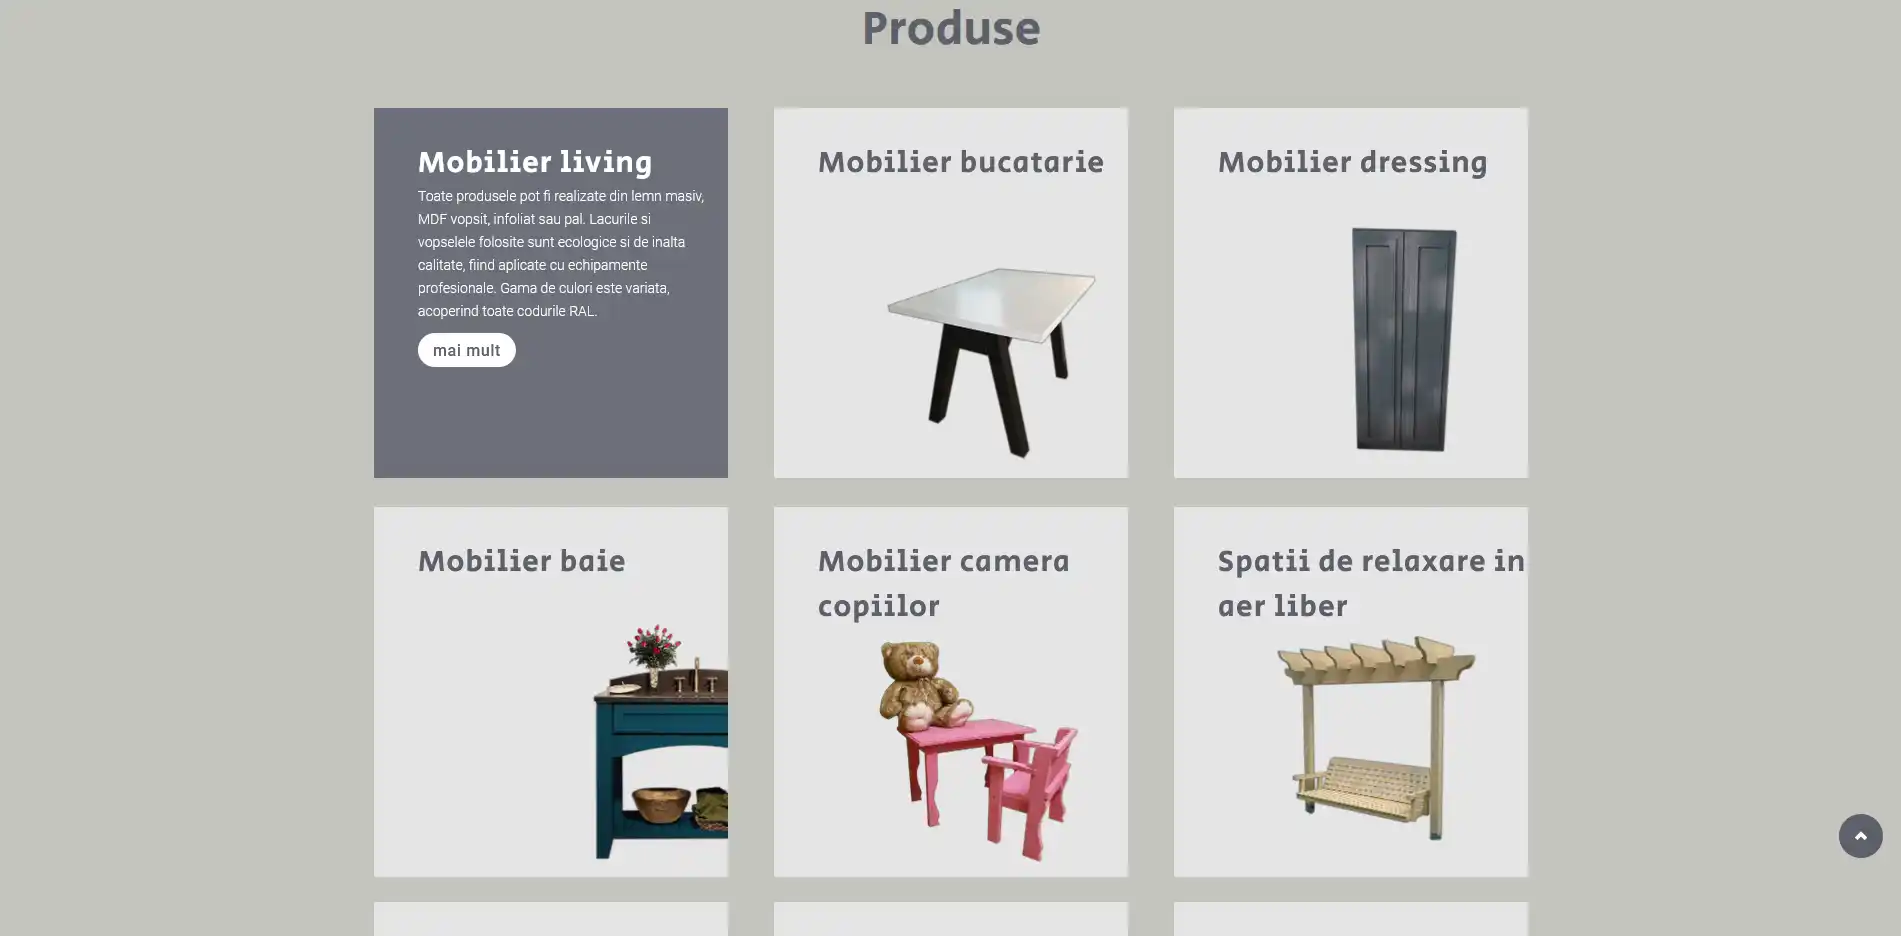 Produse
Mobilier living
Toate produsele pot fi realizate din lemn masiv,
MDF vopsit, infoliat sau pal. Lacurile si
vopselele folosite sunt ecologice si de inalta
calitate, fiind aplicate cu echipamente
profesionale. Gama de culori este variata,
acoperind toate codurile RAL.
mai mult
Mobilier bucatarie
Mobilier dressing
Mobilier baie
Mobilier camera
copiilor
Spatii de relaxare in
aer liber